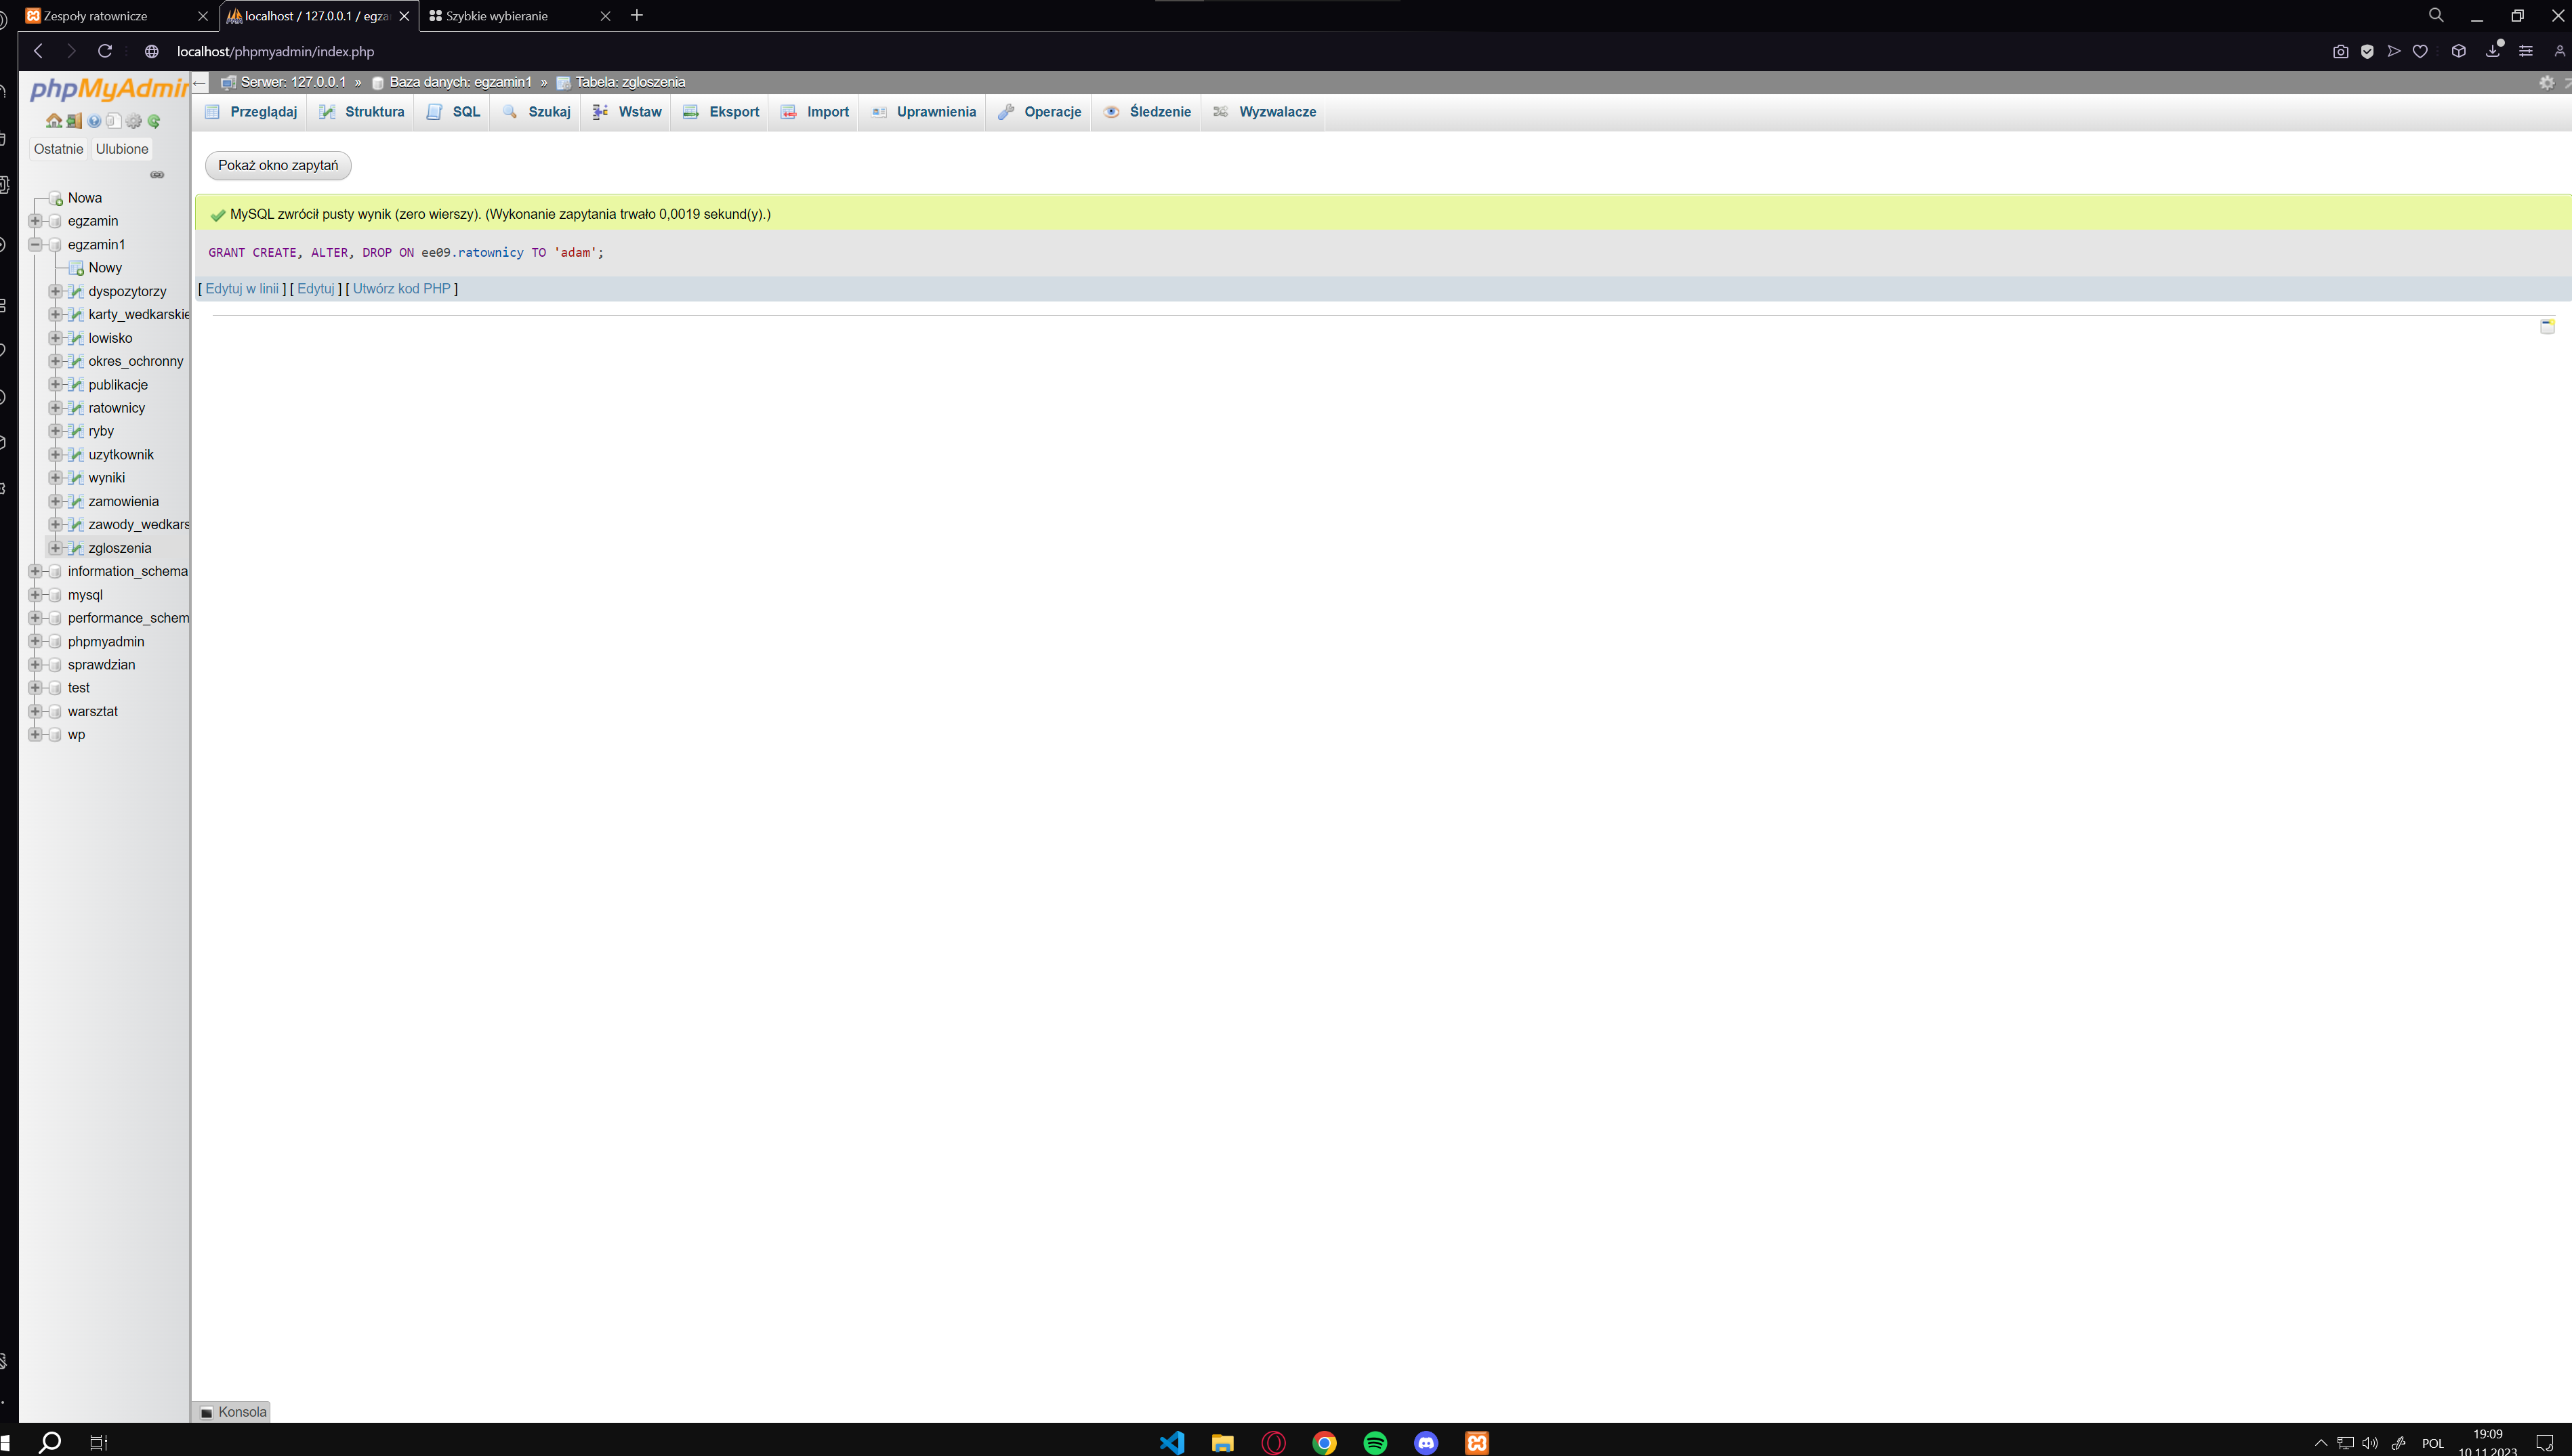 Zespoły ratownicze
localhost / 127.0.0.1 / egza
Szybkie wybieranie
localhost/phpmyadmin/index.php
phpMyAdmin
Serwer: 127.0.0.1 » Baza danych: egzamin1 » Tabela: zgloszenia
Przeglądaj Struktura SQL Szukaj Wstaw Eksport Import Uprawnienia Operacje Śledzenie Wyzwalacze
Ostatnie Ulubione
Pokaż okno zapytań
MySQL zwrócił pusty wynik (zero wierszy). (Wykonanie zapytania trwało 0,0019 sekund(y).)
GRANT CREATE, ALTER, DROP ON ee09.ratownicy TO 'adam';
[ Edytuj w linii ] [ Edytuj ] [ Utwórz kod PHP ]
Nowa
egzamin
egzamin1
Nowy
dyspozytorzy
karty_wedkarskie
lowisko
okres_ochronny
publikacje
ratownicy
ryby
uzytkownik
wyniki
zamowienia
zawody_wedkars
zgloszenia
information_schema
mysql
performance_schem
phpmyadmin
sprawdzian
test
warsztat
wp
Konsola
POL
19:09
10.11.2023